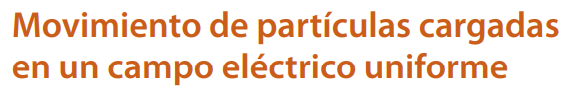 Movimiento de partículas cargadas
en un campo eléctrico uniforme